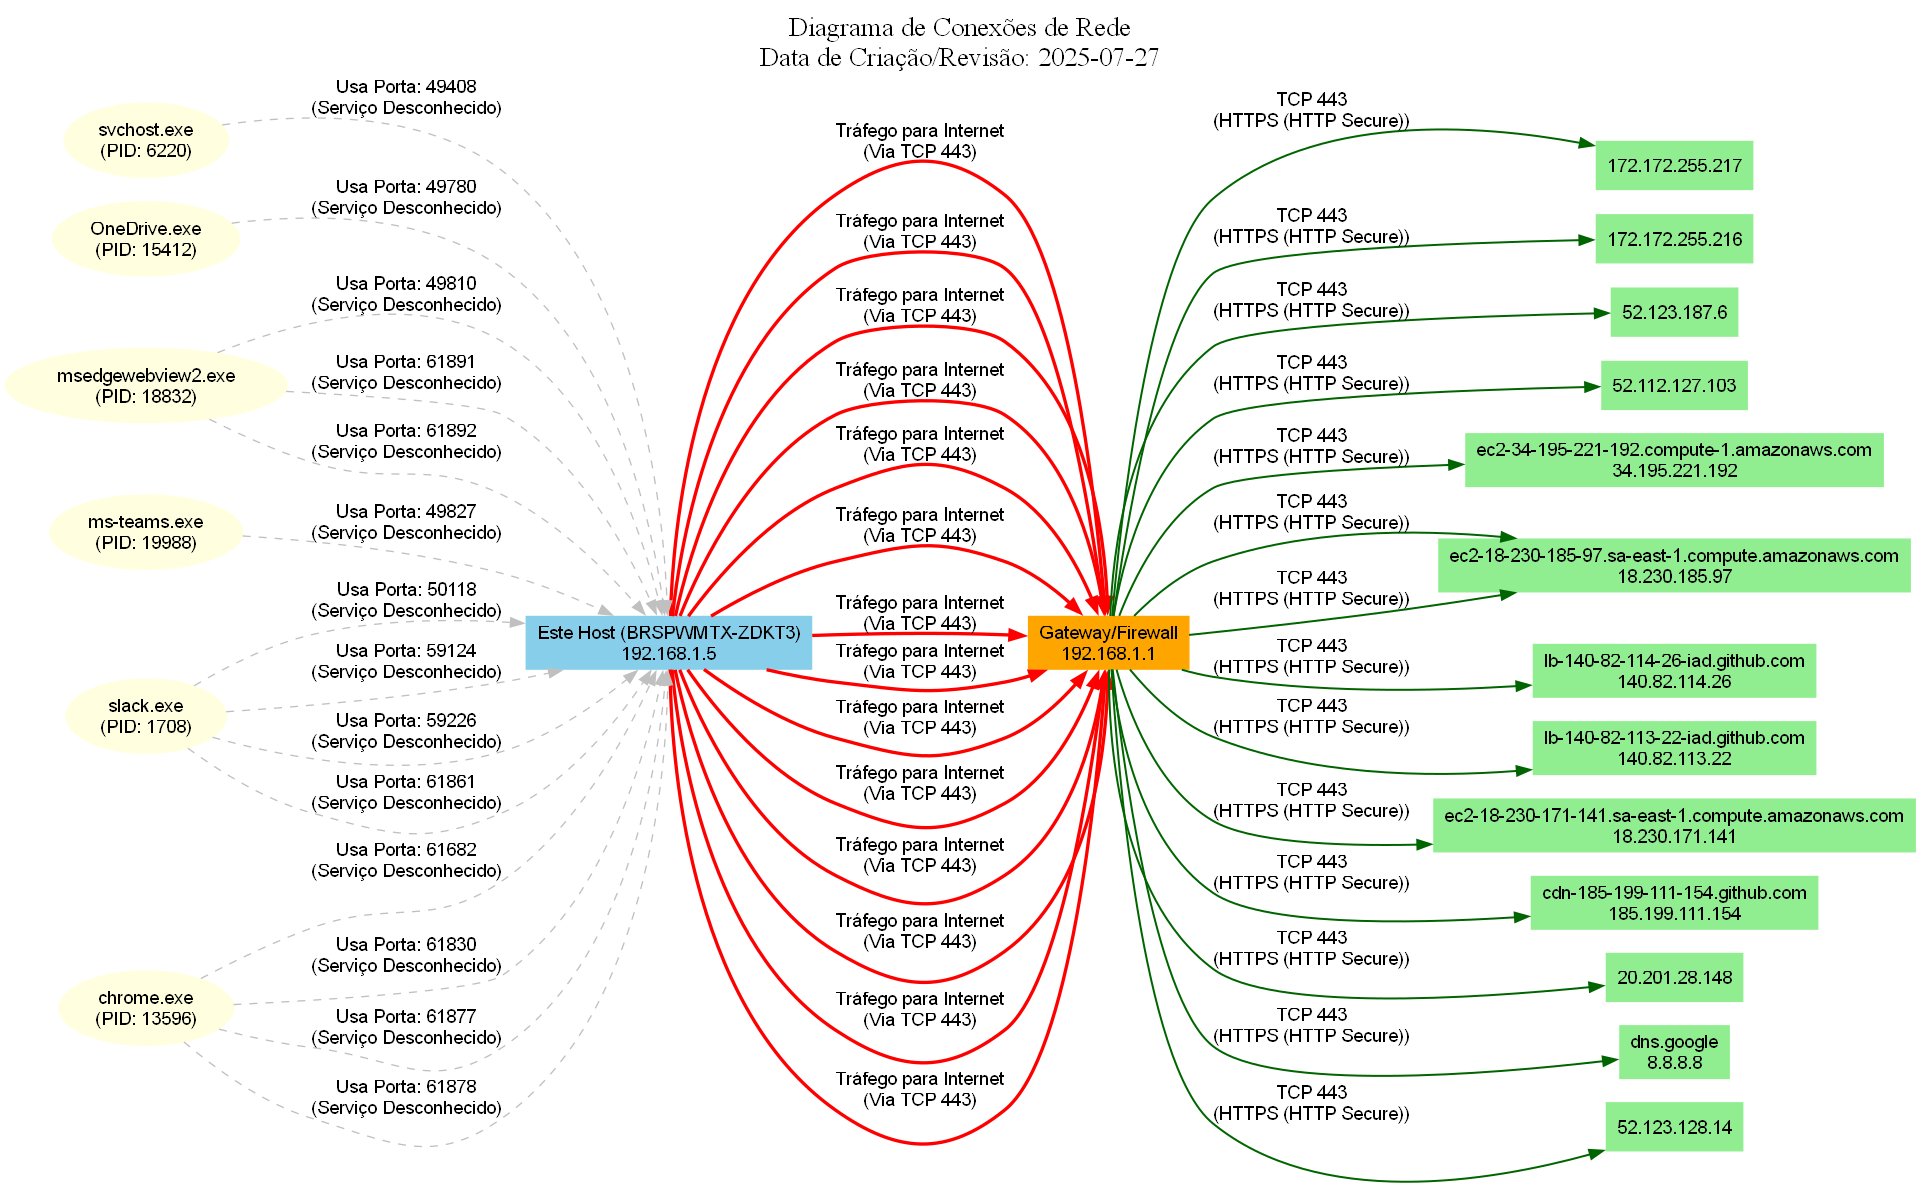 Diagrama de Conexões de Rede
Data de Criação/Revisão: 2025-07-27
svchost.exe
(PID: 6220)
OneDrive.exe
(PID: 15412)
msedgewebview2.exe
(PID: 18832)
ms-teams.exe
(PID: 19988)
slack.exe
(PID: 1708)
chrome.exe
(PID: 13596)
Usa Porta: 49408
(Serviço Desconhecido)
Usa Porta: 49780
(Serviço Desconhecido)
Usa Porta: 49810
(Serviço Desconhecido)
Usa Porta: 61891
(Serviço Desconhecido)
Usa Porta: 61892
(Serviço Desconhecido)
Usa Porta: 49827
(Serviço Desconhecido)
Usa Porta: 50118
(Serviço Desconhecido)
Usa Porta: 59124
(Serviço Desconhecido)
Usa Porta: 59226
(Serviço Desconhecido)
Usa Porta: 61861
(Serviço Desconhecido)
Usa Porta: 61682
(Serviço Desconhecido)
Usa Porta: 61830
(Serviço Desconhecido)
Usa Porta: 61877
(Serviço Desconhecido)
Usa Porta: 61878
(Serviço Desconhecido)
Este Host (BRSPWMTX-ZDKT3)
192.168.1.5
Tráfego para Internet
(Via TCP 443)
Tráfego para Internet
(Via TCP 443)
Tráfego para Internet
(Via TCP 443)
Tráfego para Internet
(Via TCP 443)
Tráfego para Internet
(Via TCP 443)
Tráfego para Internet
(Via TCP 443)
Tráfego para Internet
(Via TCP 443)
Tráfego para Internet
(Via TCP 443)
Tráfego para Internet
(Via TCP 443)
Tráfego para Internet
(Via TCP 443)
Tráfego para Internet
(Via TCP 443)
Tráfego para Internet
(Via TCP 443)
Tráfego para Internet
(Via TCP 443)
Tráfego para Internet
(Via TCP 443)
Gateway/Firewall
192.168.1.1
TCP 443
(HTTPS (HTTP Secure))
TCP 443
(HTTPS (HTTP Secure))
TCP 443
(HTTPS (HTTP Secure))
TCP 443
(HTTPS (HTTP Secure))
TCP 443
(HTTPS (HTTP Secure))
TCP 443
(HTTPS (HTTP Secure))
TCP 443
(HTTPS (HTTP Secure))
TCP 443
(HTTPS (HTTP Secure))
TCP 443
(HTTPS (HTTP Secure))
TCP 443
(HTTPS (HTTP Secure))
TCP 443
(HTTPS (HTTP Secure))
TCP 443
(HTTPS (HTTP Secure))
TCP 443
(HTTPS (HTTP Secure))
TCP 443
(HTTPS (HTTP Secure))
172.172.255.217
172.172.255.216
52.123.187.6
52.112.127.103
ec2-34-195-221-192.compute-1.amazonaws.com
34.195.221.192
ec2-18-230-185-97.sa-east-1.compute.amazonaws.com
18.230.185.97
lb-140-82-114-26-iad.github.com
140.82.114.26
lb-140-82-113-22-iad.github.com
140.82.113.22
ec2-18-230-171-141.sa-east-1.compute.amazonaws.com
18.230.171.141
cdn-185-199-111-154.github.com
185.199.111.154
20.201.28.148
dns.google
8.8.8.8
52.123.128.14